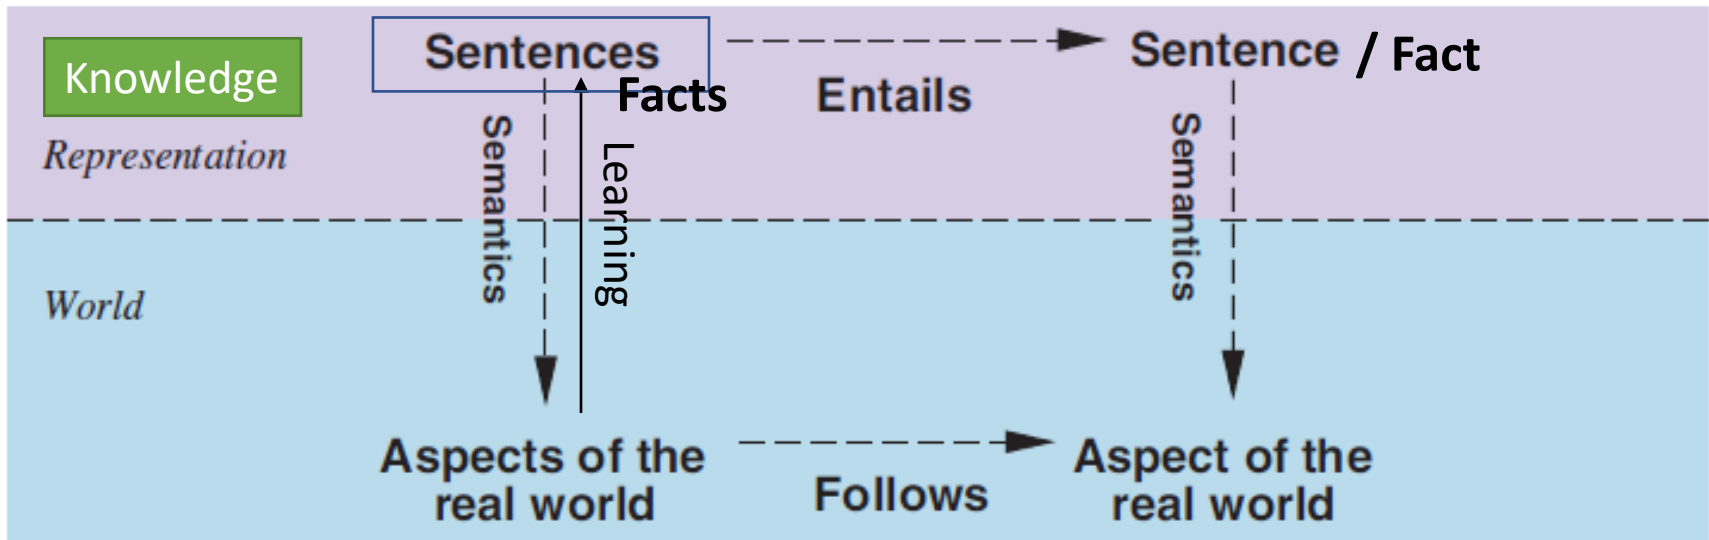 Knowledge
Representation
Sentences
Facts
Entails
Sentence / Fact
Semantics
Learning
Semantics
World
Aspects of the
real world
Follows
Aspect of the
real world